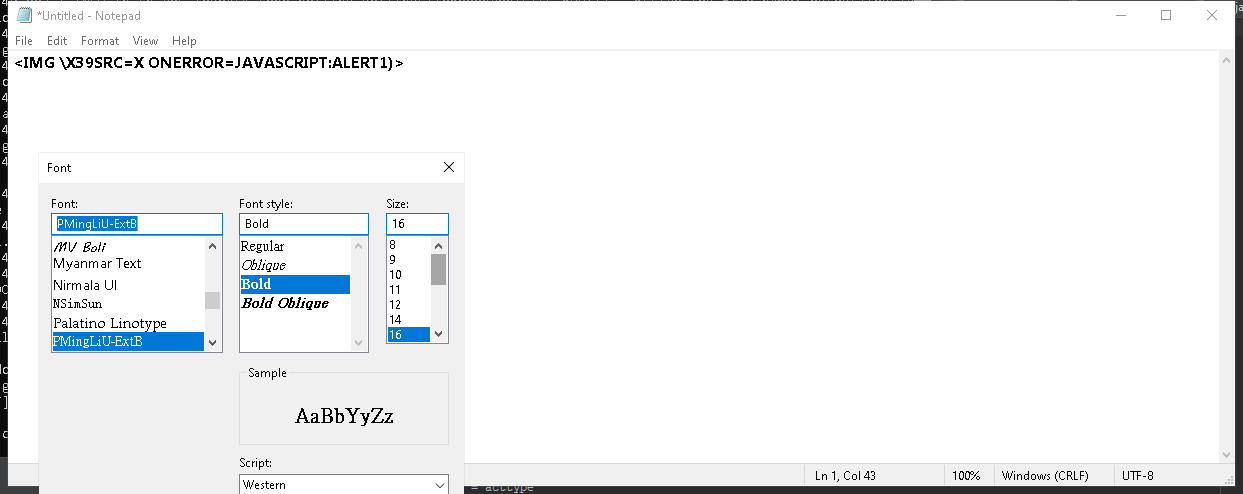 *Untitled - Notepad
File Edit Format View Help
<IMG \X39SRC=X ONERROR=JAVASCRIPT:ALERT1)>
Font
Font: Font style: Size:
PMingLiU-ExtB Bold 16
MV Boli Regular 8
Myanmar Text Oblique 9
Nirmala UI Bold 10
NSimSun Bold Oblique 11
Palatino Linotype 12
PMingLiU-ExtB 14
16
Sample
AaBbYyZz
Script:
Western
Ln 1, Col 43 100% Windows (CRLF) UTF-8
= acctype